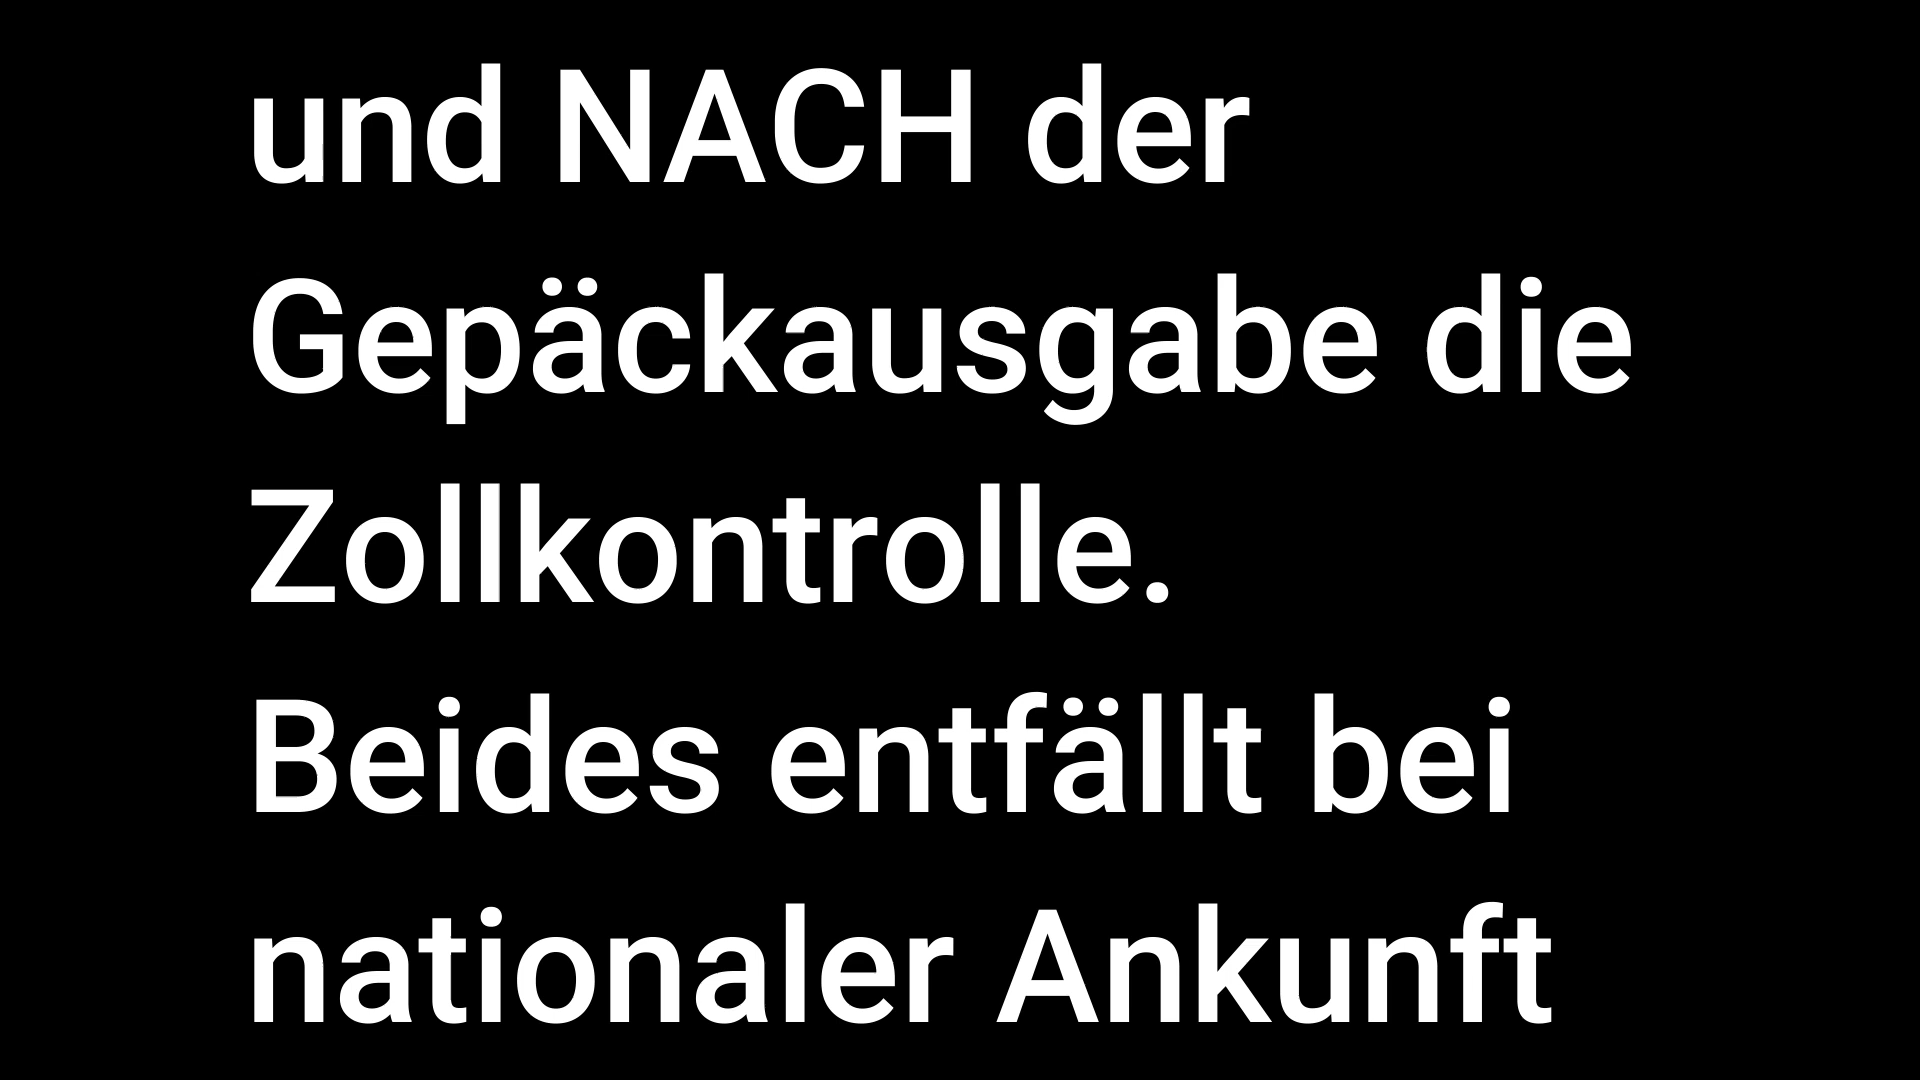 und NACH der
Gepäckausgabe die
Zollkontrolle.
Beides entfällt bei
nationaler Ankunft